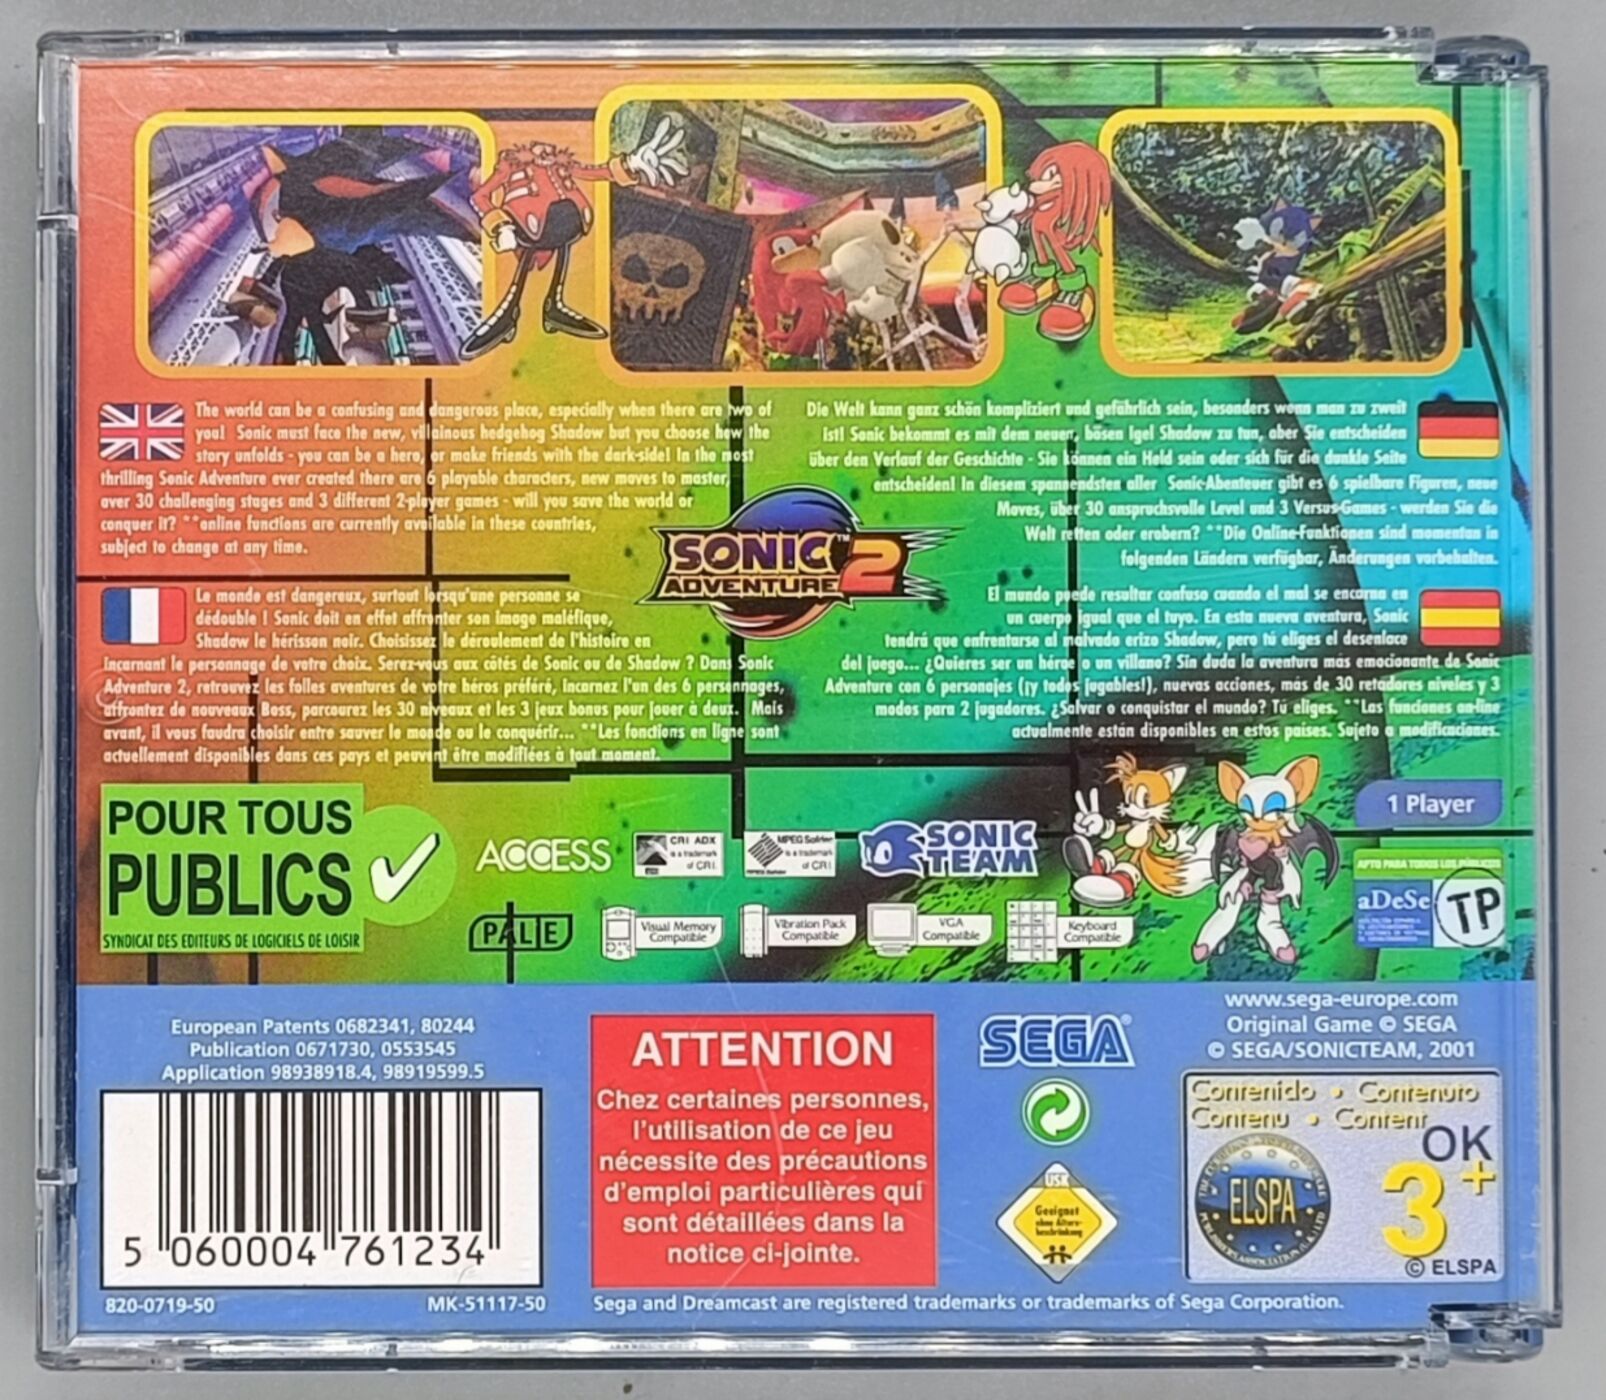 The world can be a confusing and dangerous place, especially when there are two of
you! Sonic must face the new, villainous hedgehog Shadow but you choose how the
story unfolds - you can be a hero, or make friends with the dark-side! In the most
thrilling Sonic Adventure ever created there are 6 playable characters, new moves to master,
over 30 challenging stages and 3 different 2-player games - will you save the world or
conquer it? **online functions are currently available in these countries,
subject to change at any time.
Die Welt kann ganz schön kompliziert und gefährlich sein, besonders wenn man zu zweit
ist! Sonic bekommt es mit dem neuen, bösen Igel Shadow zu tun, aber Sie entscheiden
über den Verlauf der Geschichte - Sie können ein Held sein oder sich für die dunkle Seite
entscheiden! In diesem spannendsten aller Sonic-Abenteuer gibt es 6 spielbare Figuren, neue
Moves, über 30 anspruchsvolle Level und 3 Versus-Games - werden Sie die
Welt retten oder erobern? **Die Online-Funktionen sind momentan in
folgenden Ländern verfügbar, Änderungen vorbehalten.
SONIC™
ADVENTURE 2
Le monde est dangereux, surtout lorsqu'une personne se
dédouble ! Sonic doit en effet affronter son image maléfique,
Shadow le hérisson noir. Choisissez le déroulement de l'histoire en
incarnant le personnage de votre choix. Serez-vous aux côtés de Sonic ou de Shadow ? Dans Sonic
Adventure 2, retrouvez les folles aventures de votre héros préféré, incarnez l'un des 6 personnages,
affrontez de nouveaux Boss, parcourez les 30 niveaux et les 3 jeux bonus pour jouer à deux. Mais
avant, il vous faudra choisir entre sauver le monde ou le conquérir... **Les fonctions en ligne sont
actuellement disponibles dans ces pays et peuvent être modifiées à tout moment.
El mundo puede resultar confuso cuando el mal se encarna en
un cuerpo igual que el tuyo. En esta nueva aventura, Sonic
tendrá que enfrentarse al malvado erizo Shadow, pero tú eliges el desenlace
del juego... ¿Quieres ser un héroe o un villano? Sin duda la aventura más emocionante de Sonic
Adventure con 6 personajes (¡y todos jugables!), nuevas acciones, más de 30 retadores niveles y 3
modos para 2 jugadores. ¿Salvar o conquistar el mundo? Tú eliges. **Las funciones on-line
actualmente están disponibles en estos países. Sujeto a modificaciones.
POUR TOUS
PUBLICS
SYNDICAT DES EDITEURS DE LOGICIELS DE LOISIR
ACCESS
CRI ADX
is a trademark
of CRI
MPEG Sofdec
is a trademark
of CRI
SONIC
TEAM
1 Player
PAL E
Visual Memory
Compatible
Vibration Pack
Compatible
VGA
Compatible
Keyboard
Compatible
APTO PARA TODOS LOS PÚBLICOS
aDeSe
TP
European Patents 0682341, 80244
Publication 0671730, 0553545
Application 98938918.4, 98919599.5
5 060004 761234
820-0719-50
MK-51117-50
ATTENTION
Chez certaines personnes,
l'utilisation de ce jeu
nécessite des précautions
d'emploi particulières qui
sont détaillées dans la
notice ci-jointe.
SEGA®
USK
Geeignet
ohne Alters-
beschränkung
www.sega-europe.com
Original Game © SEGA
© SEGA/SONICTEAM, 2001
Contenido • Contenuto
Contenu • Content
OK
3+
ELSPA
© ELSPA
Sega and Dreamcast are registered trademarks or trademarks of Sega Corporation.